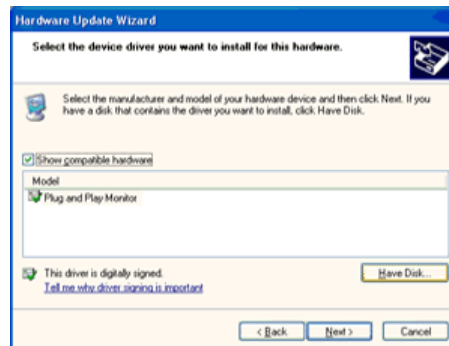 Hardware Update Wizard
Select the device driver you want to install for this hardware.
Select the manufacturer and model of your hardware device and then click Next. If you
have a disk that contains the driver you want to install, click Have Disk.
Show compatible hardware
Model
Plug and Play Monitor
This driver is digitally signed.
Have Disk...
Tell me why driver signing is important
< Back
Next >
Cancel